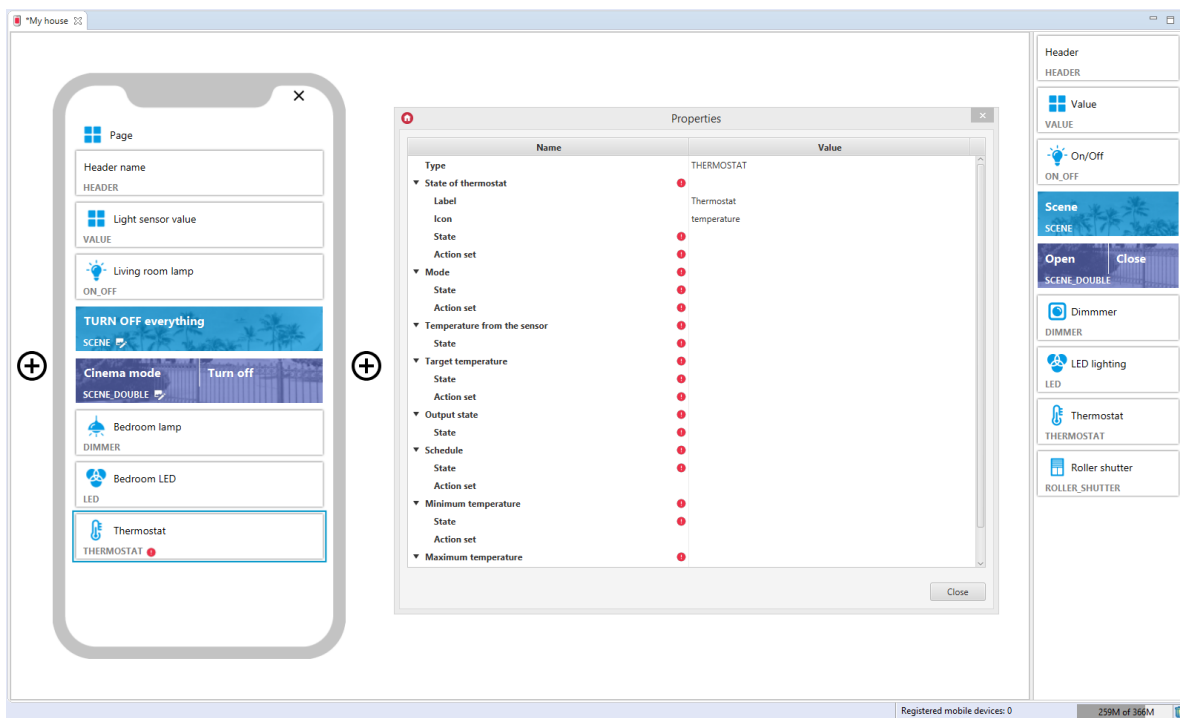 *My house
Page
Header name
HEADER
Light sensor value
VALUE
Living room lamp
ON_OFF
TURN OFF everything
SCENE
Cinema mode Turn off
SCENE_DOUBLE
Bedroom lamp
DIMMER
Bedroom LED
LED
Thermostat
THERMOSTAT
Properties
Name Value
Type THERMOSTAT
State of thermostat
Label Thermostat
Icon temperature
State
Action set
Mode
State
Action set
Temperature from the sensor
State
Target temperature
State
Action set
Output state
State
Schedule
State
Action set
Minimum temperature
State
Action set
Maximum temperature
Close
Header
HEADER
Value
VALUE
On/Off
ON_OFF
Scene
SCENE
Open Close
SCENE_DOUBLE
Dimmmer
DIMMER
LED lighting
LED
Thermostat
THERMOSTAT
Roller shutter
ROLLER_SHUTTER
Registered mobile devices: 0 259M of 366M